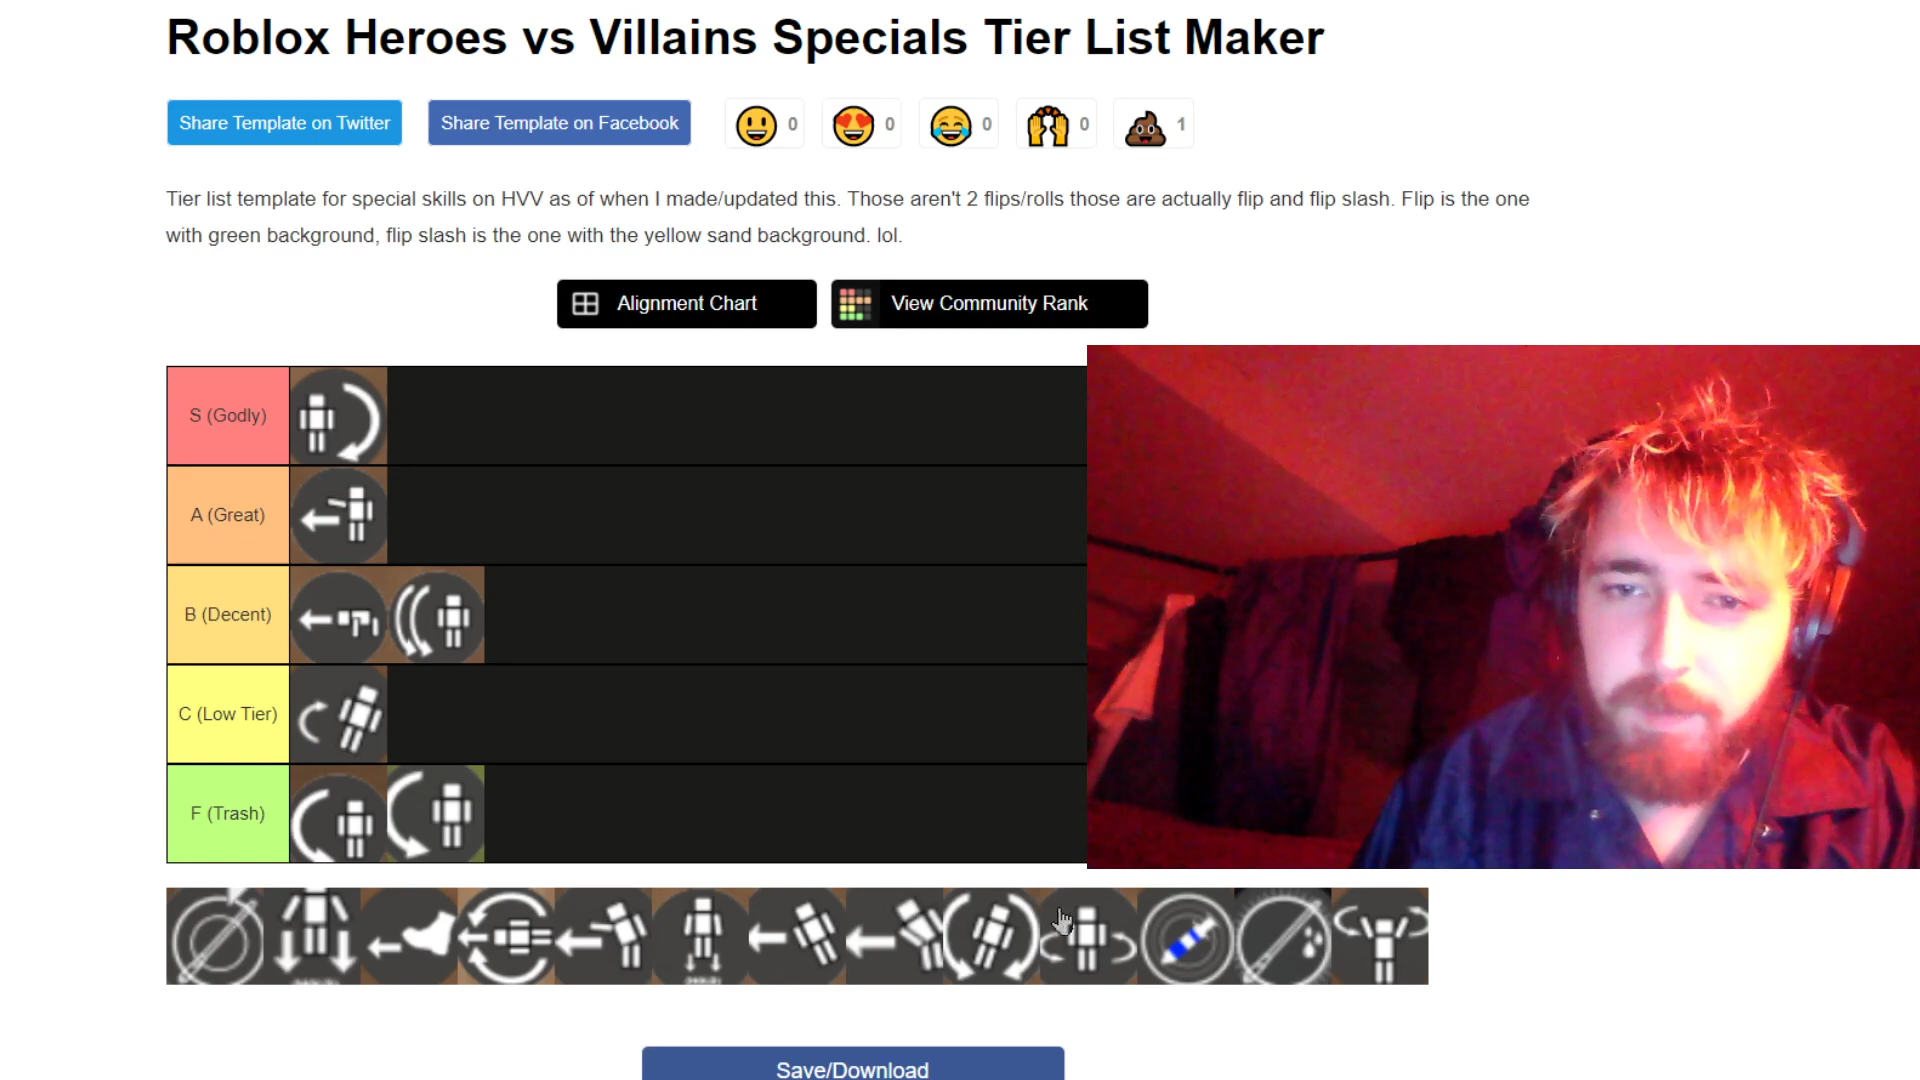 Roblox Heroes vs Villains Specials Tier List Maker
Share Template on Twitter
Share Template on Facebook
0
0
0
0
1
Tier list template for special skills on HVV as of when I made/updated this. Those aren't 2 flips/rolls those are actually flip and flip slash. Flip is the one
with green background, flip slash is the one with the yellow sand background. lol.
Alignment Chart
View Community Rank
S (Godly)
A (Great)
B (Decent)
C (Low Tier)
F (Trash)
Save/Download